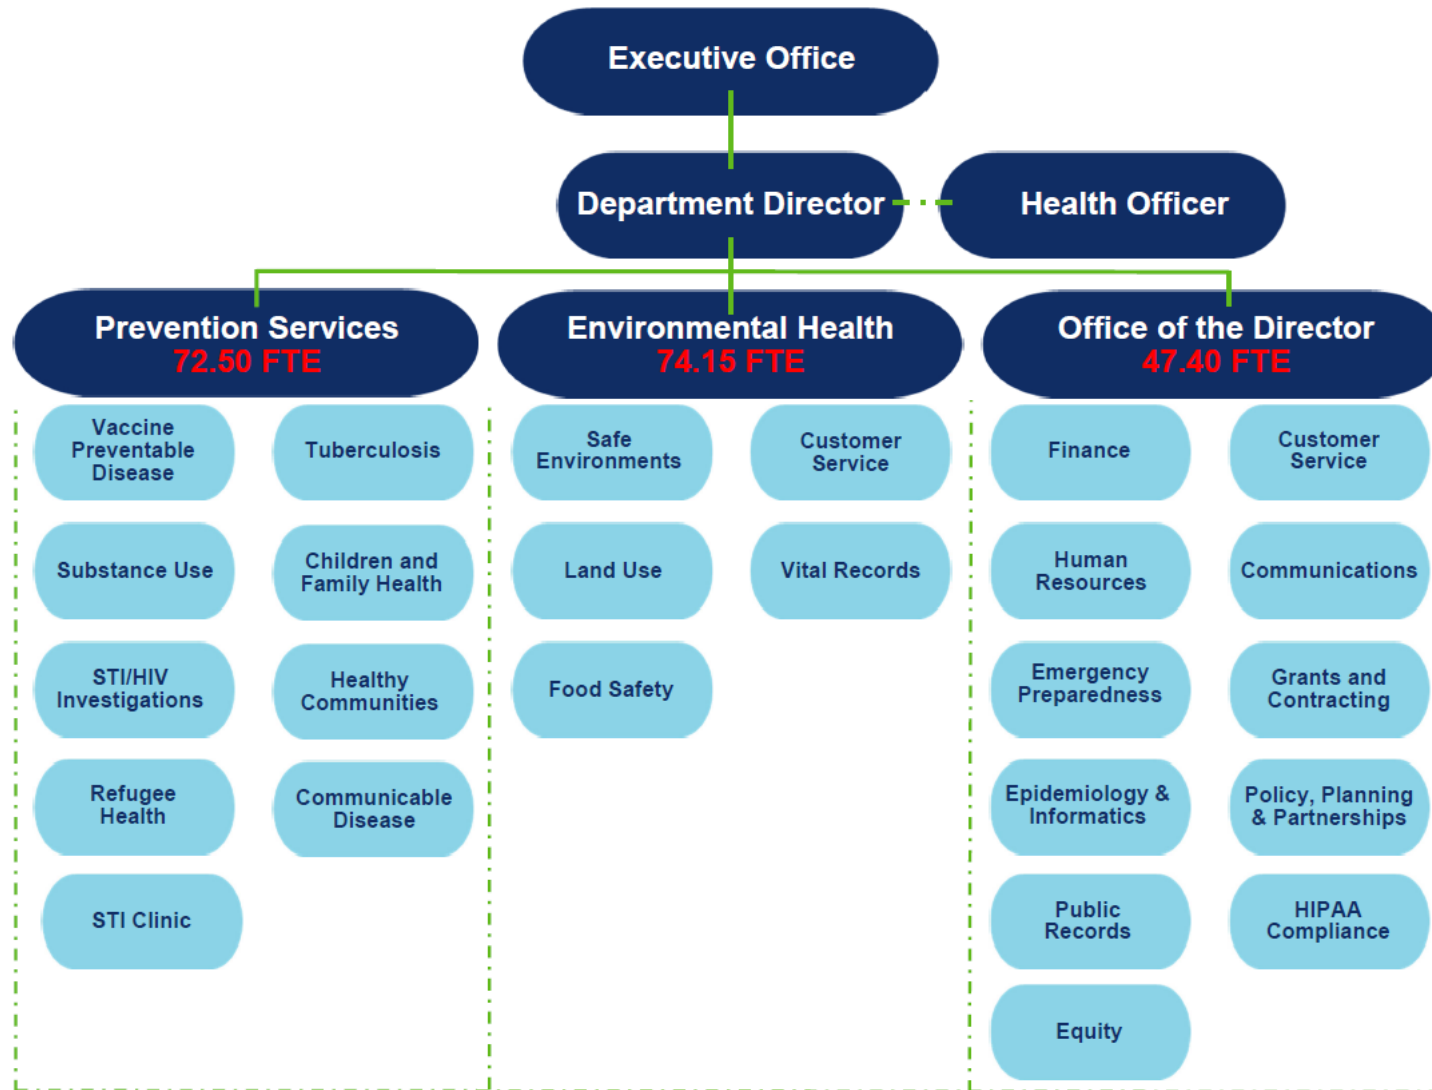 Executive Office
Department Director
Health Officer
Prevention Services
72.50 FTE
Environmental Health
74.15 FTE
Office of the Director
47.40 FTE
Vaccine
Preventable
Disease
Tuberculosis
Substance Use
Children and
Family Health
STI/HIV
Investigations
Healthy
Communities
Refugee
Health
Communicable
Disease
STI Clinic
Safe
Environments
Customer
Service
Land Use
Vital Records
Food Safety
Finance
Customer
Service
Human
Resources
Communications
Emergency
Preparedness
Grants and
Contracting
Epidemiology &
Informatics
Policy, Planning
& Partnerships
Public
Records
HIPAA
Compliance
Equity